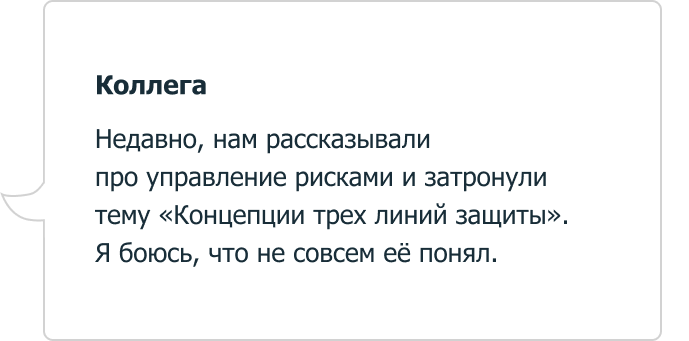 Коллега
Недавно, нам рассказывали
про управление рисками и затронули
тему «Концепции трех линий защиты».
Я боюсь, что не совсем её понял.